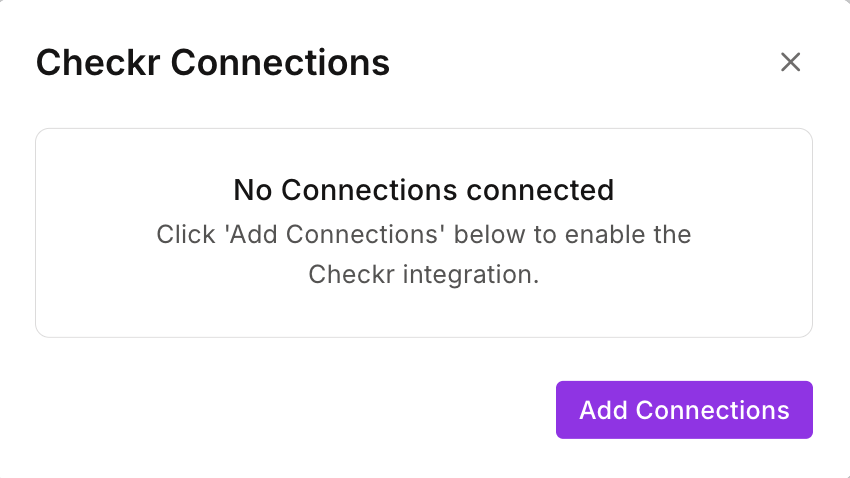 Checkr Connections
No Connections connected
Click 'Add Connections' below to enable the
Checkr integration.
Add Connections